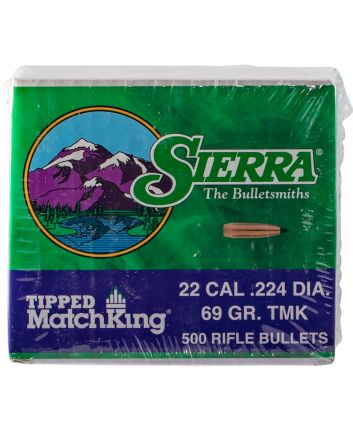 SIERRA®
The Bulletsmiths
TIPPED
MatchKing
22 CAL .224 DIA.
69 GR. TMK
500 RIFLE BULLETS